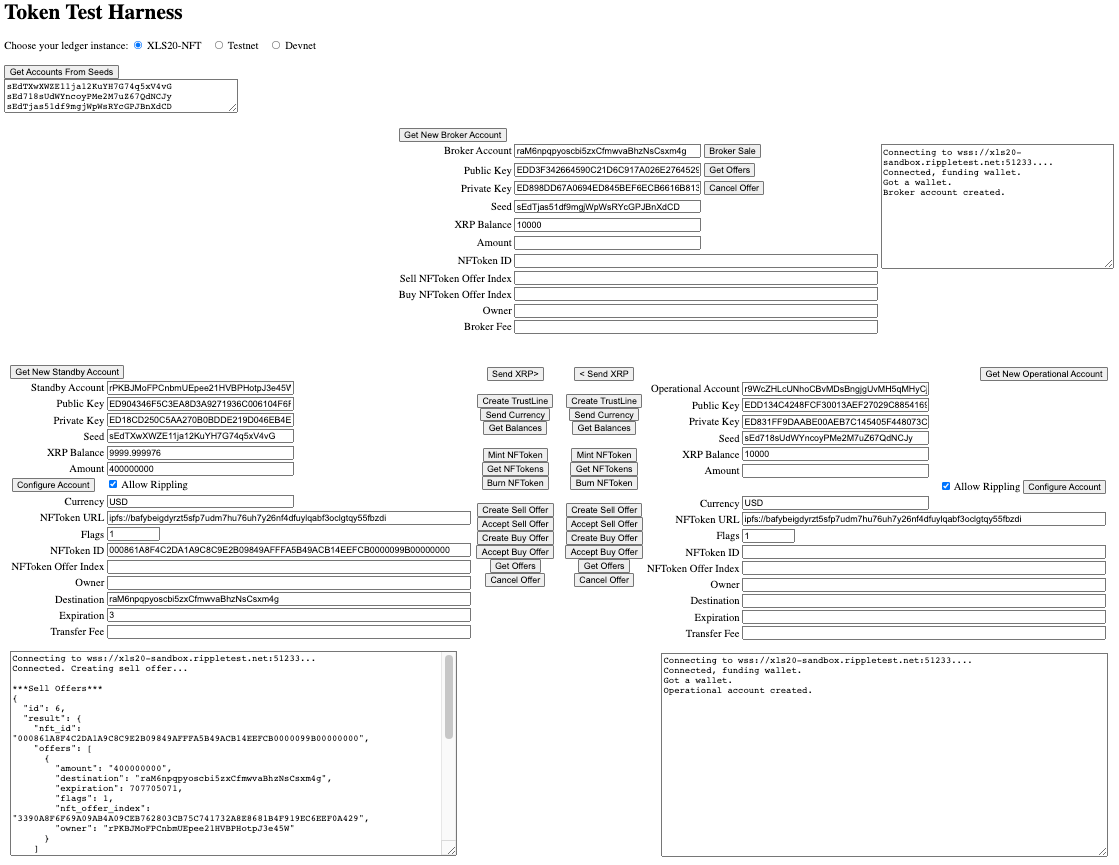 Token Test Harness
Choose your ledger instance: XLS20-NFT Testnet Devnet
Get Accounts From Seeds
sEdTXwXWZE11ja12KuYH7G74q5xV4vG
sEd718sUdWYncoyPMe2M7uZ67QdNCJy
sEdTjas51df9mgjWpWsRYcGPJBnXdCD
Get New Broker Account
Broker Account raM6npqpyoscbi5zxCfmwvaBhzNsCsxm4g Broker Sale
Public Key EDD3F342664590C21D6C917A026E2764529 Get Offers
Private Key ED898DD67A0694ED845BEF6ECB6616B813 Cancel Offer
Seed sEdTjas51df9mgjWpWsRYcGPJBnXdCD
XRP Balance 10000
Amount
NFToken ID
Sell NFToken Offer Index
Buy NFToken Offer Index
Owner
Broker Fee
Connecting to wss://xls20-
sandbox.rippletest.net:51233....
Connected, funding wallet.
Got a wallet.
Broker account created.
Get New Standby Account
Standby Account rPKBJMoFPCnbmUEpee21HVBPHotpJ3e45W
Public Key ED904346F5C3EA8D3A9271936C006104F6F
Private Key ED18CD250C5AA270B0BDDE219D046EB4E
Seed sEdTXwXWZE11ja12KuYH7G74q5xV4vG
XRP Balance 9999.999976
Amount 400000000
Configure Account Allow Rippling
Currency USD
NFToken URL ipfs://bafybeigdyrzt5sfp7udm7hu76uh7y26nf4dfuylqabf3oclgtqy55fbzdi
Flags 1
NFToken ID 000861A8F4C2DA1A9C8C9E2B09849AFFFA5B49ACB14EEFCB0000099B00000000
NFToken Offer Index
Owner
Destination raM6npqpyoscbi5zxCfmwvaBhzNsCsxm4g
Expiration 3
Transfer Fee
Send XRP> < Send XRP
Create TrustLine Create TrustLine
Send Currency Send Currency
Get Balances Get Balances
Mint NFToken Mint NFToken
Get NFTokens Get NFTokens
Burn NFToken Burn NFToken
Create Sell Offer Create Sell Offer
Accept Sell Offer Accept Sell Offer
Create Buy Offer Create Buy Offer
Accept Buy Offer Accept Buy Offer
Get Offers Get Offers
Cancel Offer Cancel Offer
Get New Operational Account
Operational Account r9WcZHLcUNhoCBvMDsBngjgUvMH5qMHyCj
Public Key EDD134C4248FCF30013AEF27029C8854169
Private Key ED831FF9DAABE00AEB7C145405F448073C
Seed sEd718sUdWYncoyPMe2M7uZ67QdNCJy
XRP Balance 10000
Amount
Allow Rippling Configure Account
Currency USD
NFToken URL ipfs://bafybeigdyrzt5sfp7udm7hu76uh7y26nf4dfuylqabf3oclgtqy55fbzdi
Flags 1
NFToken ID
NFToken Offer Index
Owner
Destination
Expiration
Transfer Fee
Connecting to wss://xls20-sandbox.rippletest.net:51233...
Connected. Creating sell offer...
***Sell Offers***
{
"id": 6,
"result": {
"nft_id":
"000861A8F4C2DA1A9C8C9E2B09849AFFFA5B49ACB14EEFCB0000099B00000000",
"offers": [
{
"amount": "400000000",
"destination": "raM6npqpyoscbi5zxCfmwvaBhzNsCsxm4g",
"expiration": 707705071,
"flags": 1,
"nft_offer_index":
"3390A8F6F69A09AB4A09CEB762803CB75C741732A8E8681B4F919EC6EEF0A429",
"owner": "rPKBJMoFPCnbmUEpee21HVBPHotpJ3e45W"
}
]
Connecting to wss://xls20-sandbox.rippletest.net:51233....
Connected, funding wallet.
Got a wallet.
Operational account created.